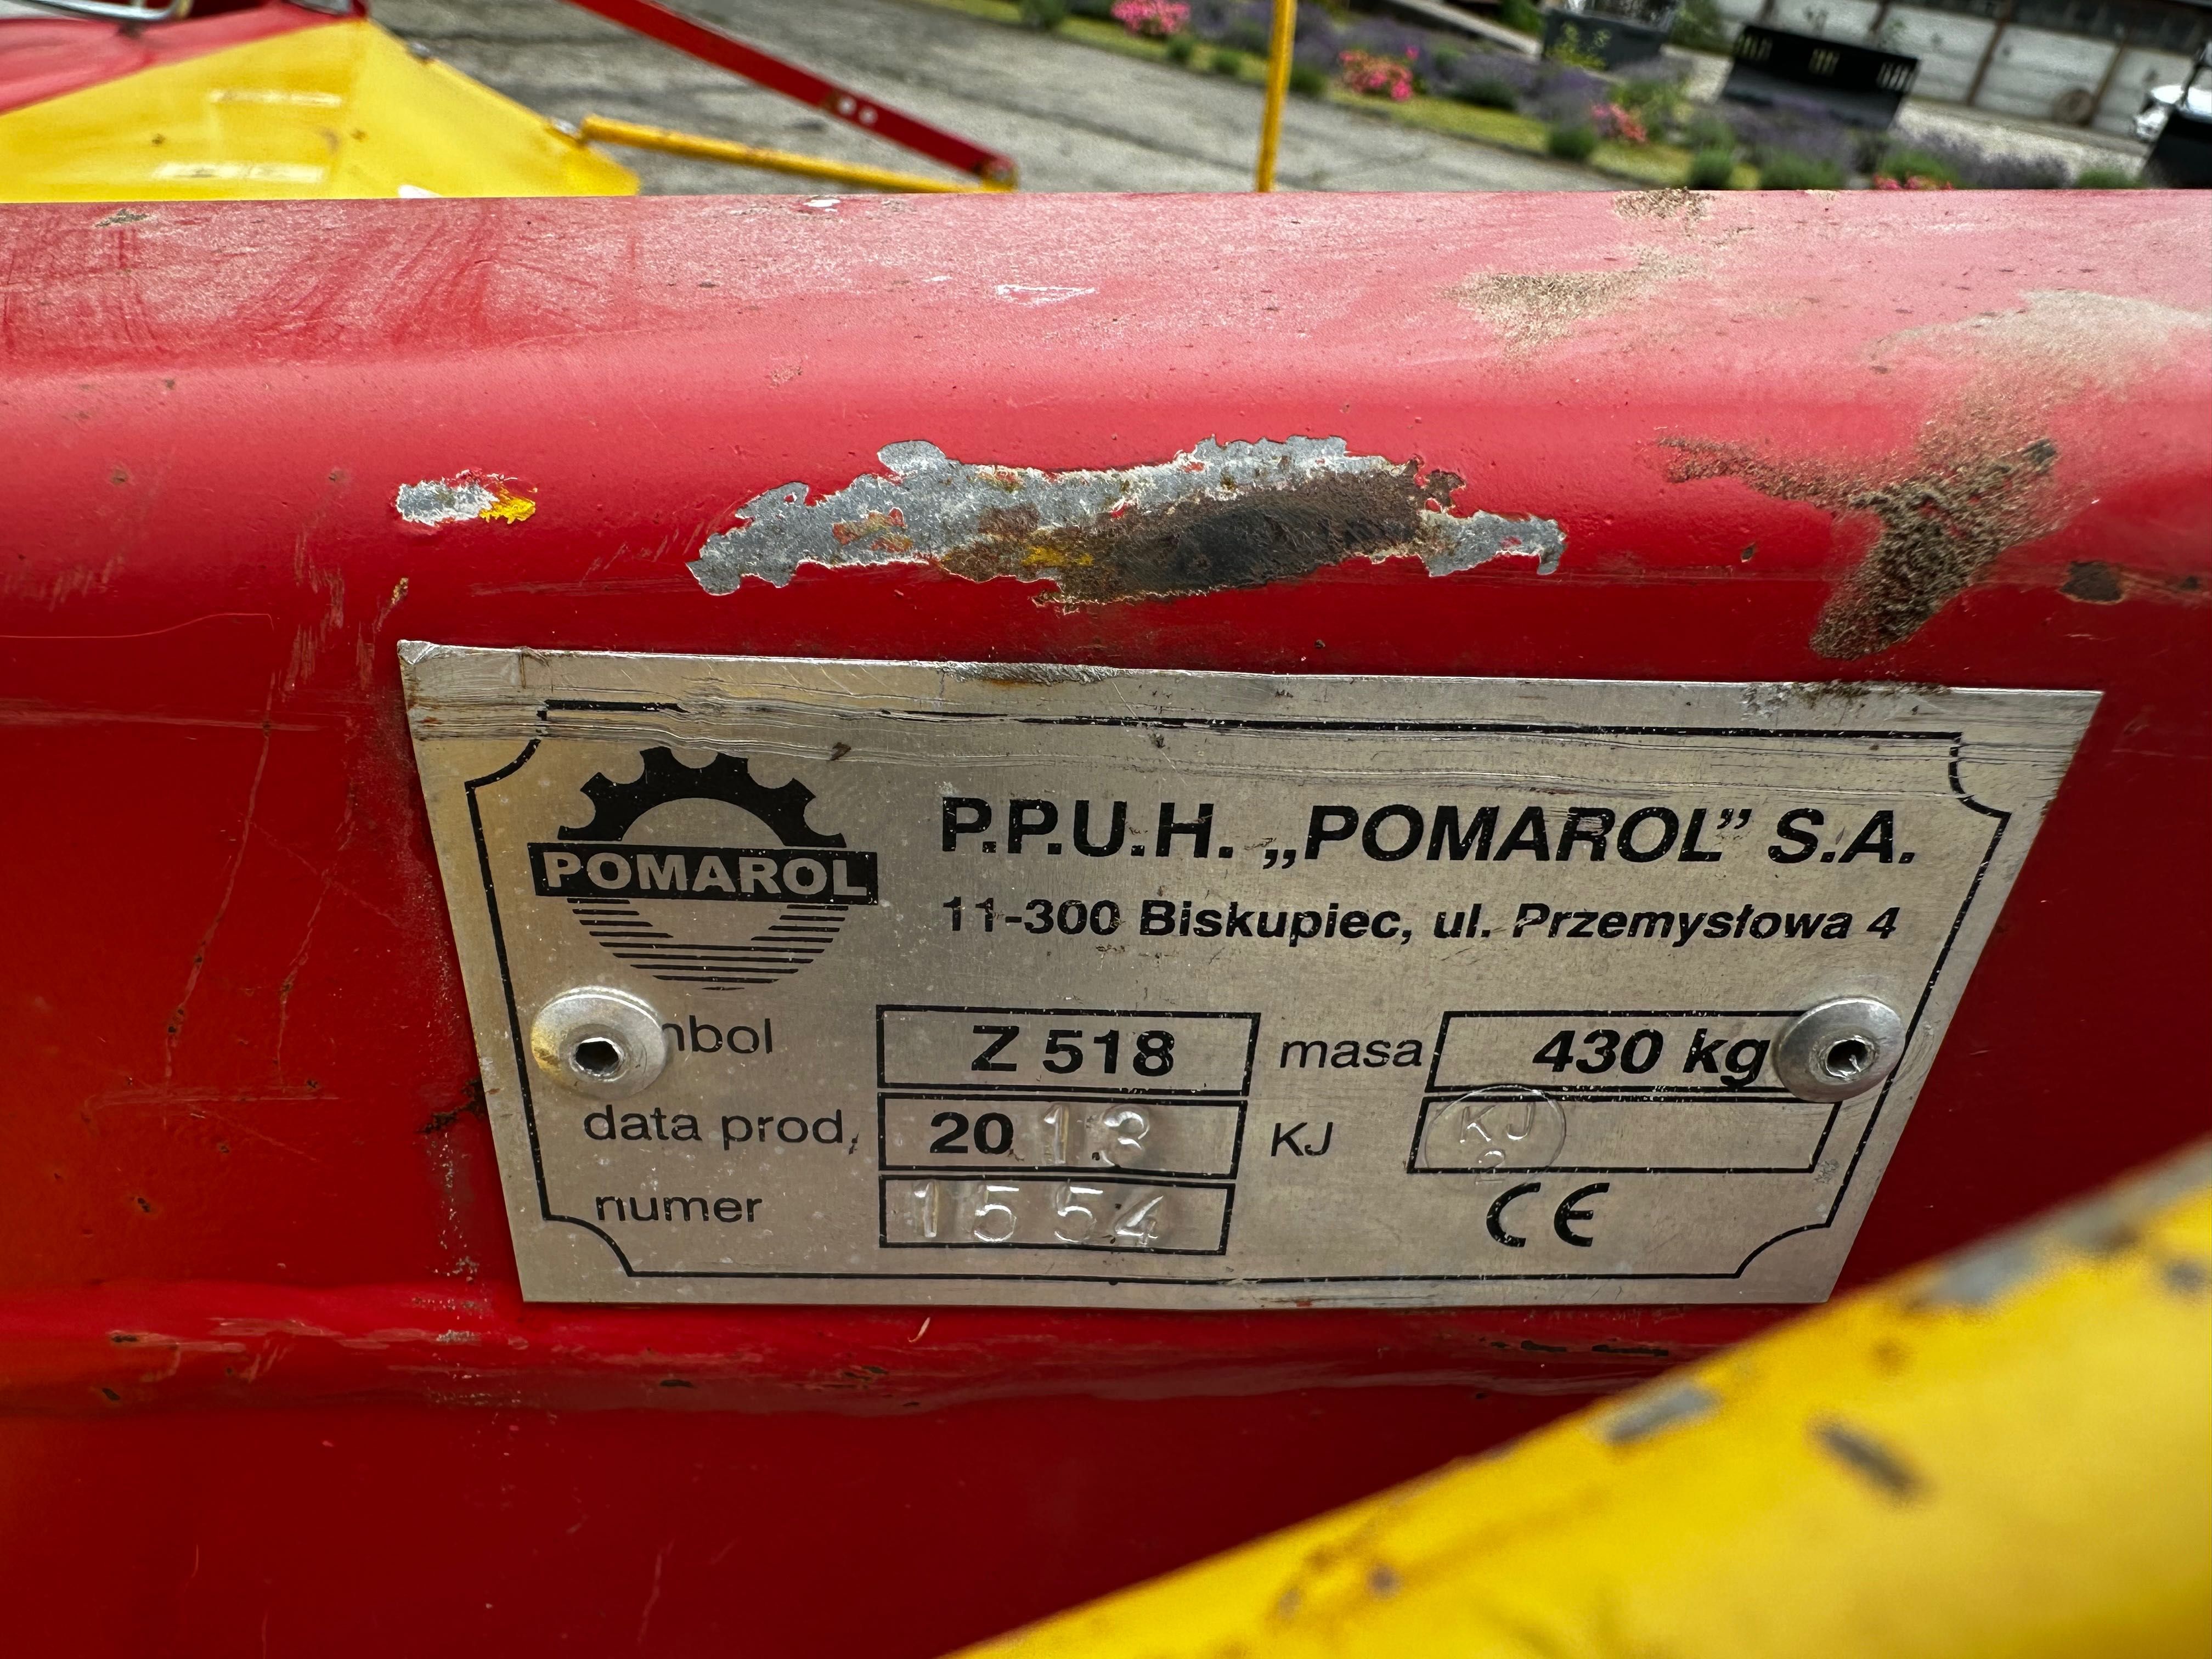 POMAROL
P.P.U.H. „POMAROL” S.A.
11-300 Biskupiec, ul. Przemysłowa 4
mbol Z 518 masa 430 kg
data prod. 2013 KJ KJ 2
numer 1554 CE